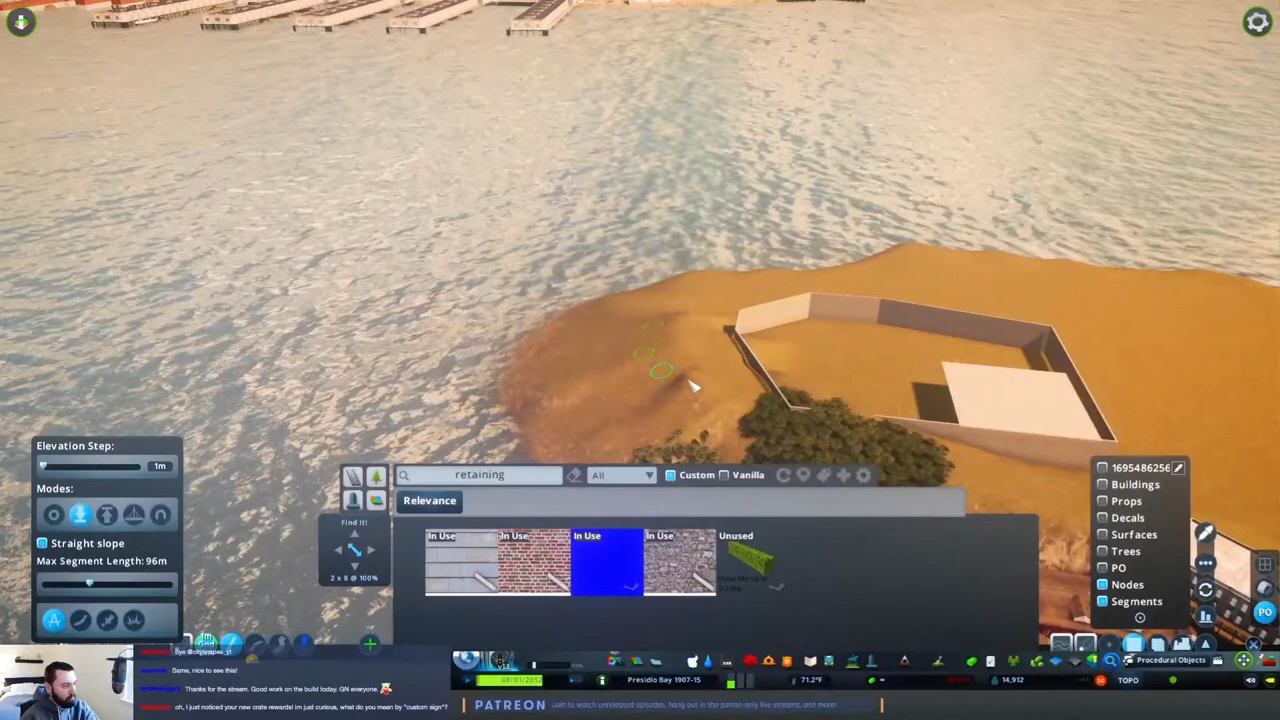 Elevation Step:
1m
Modes:
Straight slope
Max Segment Length: 96m
Find It!
2 x 8 @ 100%
retaining
All
Custom
Vanilla
Relevance
In Use
In Use
In Use
In Use
Unused
1695486256
Buildings
Props
Decals
Surfaces
Trees
PO
Nodes
Segments
PO
Same, nice to see this!
Thanks for the stream. Good work on the build today. GN everyone.
oh, I just noticed your new crate rewards! im just curious, what do you mean by "custom sign"?
Procedural Objects
08/01/2052
Presidio Bay 1907-15
71.2°F
14,912
TOPO
PATREON
Join to watch unreleased episodes, hang out in the patron-only live streams, and more!